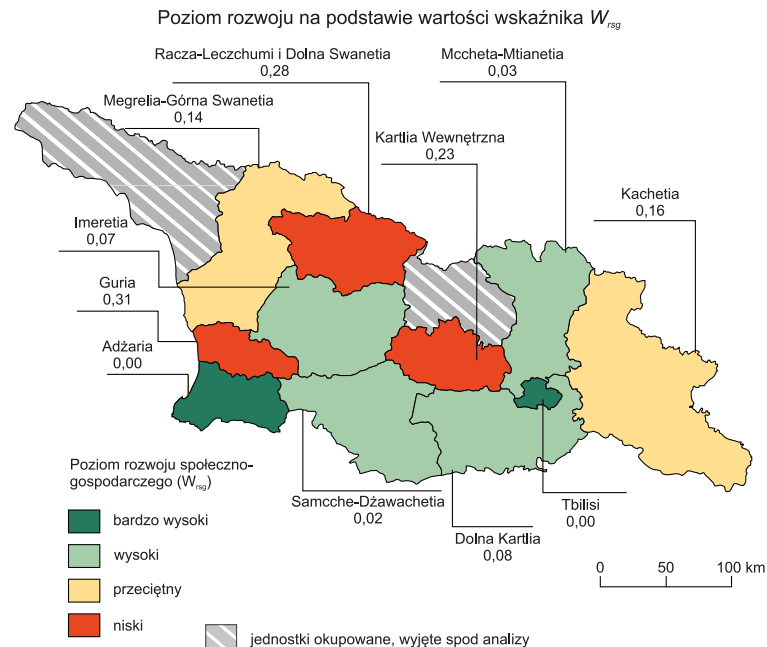 Poziom rozwoju na podstawie wartości wskaźnika W_rsg
Racza-Leczchumi i Dolna Swanetia
0,28
Mccheta-Mtianetia
0,03
Megrelia-Górna Swanetia
0,14
Kartlia Wewnętrzna
0,23
Kachetia
0,16
Imeretia
0,07
Guria
0,31
Adżaria
0,00
Samcche-Dżawachetia
0,02
Dolna Kartlia
0,08
Tbilisi
0,00
Poziom rozwoju społeczno-
gospodarczego (W_rsg)
bardzo wysoki
wysoki
przeciętny
niski
jednostki okupowane, wyjęte spod analizy
0 50 100 km